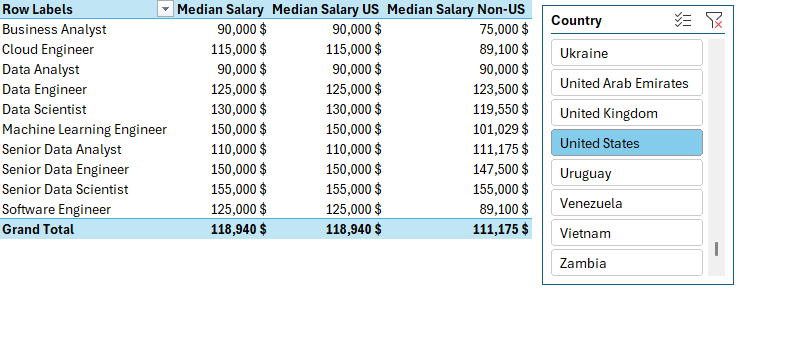 Row Labels Median Salary Median Salary US Median Salary Non-US
Business Analyst 90,000 $ 90,000 $ 75,000 $
Cloud Engineer 115,000 $ 115,000 $ 89,100 $
Data Analyst 90,000 $ 90,000 $ 90,000 $
Data Engineer 125,000 $ 125,000 $ 123,500 $
Data Scientist 130,000 $ 130,000 $ 119,550 $
Machine Learning Engineer 150,000 $ 150,000 $ 101,029 $
Senior Data Analyst 110,000 $ 110,000 $ 111,175 $
Senior Data Engineer 150,000 $ 150,000 $ 147,500 $
Senior Data Scientist 155,000 $ 155,000 $ 155,000 $
Software Engineer 125,000 $ 125,000 $ 89,100 $
Grand Total 118,940 $ 118,940 $ 111,175 $
Country
Ukraine
United Arab Emirates
United Kingdom
United States
Uruguay
Venezuela
Vietnam
Zambia